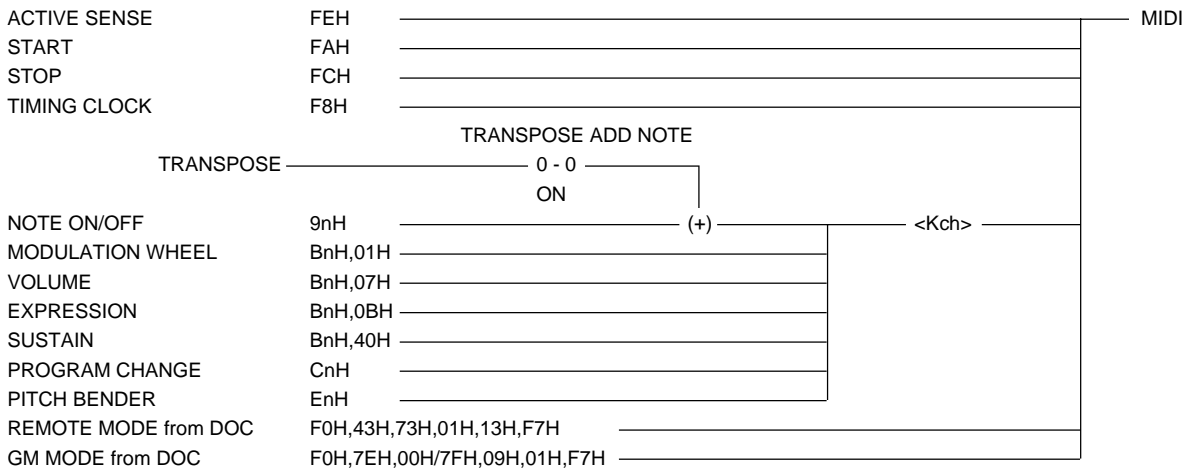 ACTIVE SENSE FEH MIDI
START FAH
STOP FCH
TIMING CLOCK F8H
TRANSPOSE ADD NOTE
TRANSPOSE 0 - 0
ON
NOTE ON/OFF 9nH (+) <Kch>
MODULATION WHEEL BnH,01H
VOLUME BnH,07H
EXPRESSION BnH,0BH
SUSTAIN BnH,40H
PROGRAM CHANGE CnH
PITCH BENDER EnH
REMOTE MODE from DOC F0H,43H,73H,01H,13H,F7H
GM MODE from DOC F0H,7EH,00H/7FH,09H,01H,F7H